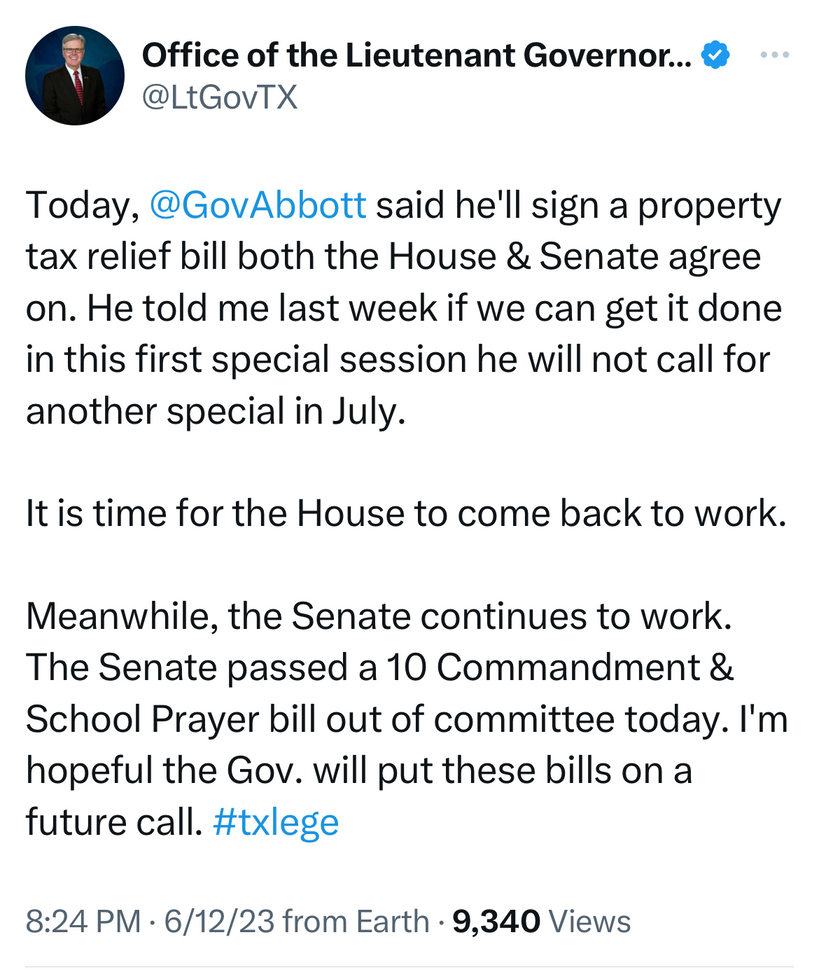 Office of the Lieutenant Governor...
@LtGovTX
Today, @GovAbbott said he'll sign a property
tax relief bill both the House & Senate agree
on. He told me last week if we can get it done
in this first special session he will not call for
another special in July.
It is time for the House to come back to work.
Meanwhile, the Senate continues to work.
The Senate passed a 10 Commandment &
School Prayer bill out of committee today. I'm
hopeful the Gov. will put these bills on a
future call. #txlege
8:24 PM · 6/12/23 from Earth · 9,340 Views